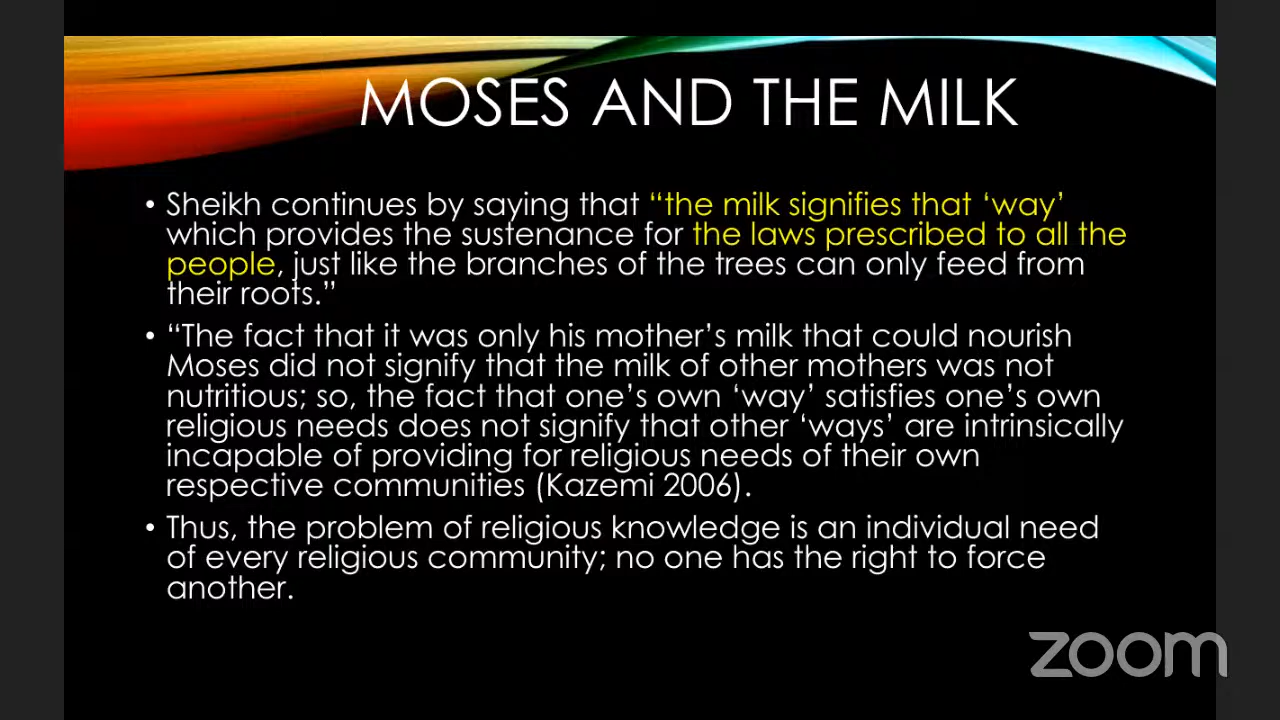 MOSES AND THE MILK
• Sheikh continues by saying that “the milk signifies that ‘way’
which provides the sustenance for the laws prescribed to all the
people, just like the branches of the trees can only feed from
their roots.”
• “The fact that it was only his mother’s milk that could nourish
Moses did not signify that the milk of other mothers was not
nutritious; so, the fact that one’s own ‘way’ satisfies one’s own
religious needs does not signify that other ‘ways’ are intrinsically
incapable of providing for religious needs of their own
respective communities (Kazemi 2006).
• Thus, the problem of religious knowledge is an individual need
of every religious community; no one has the right to force
another.
zoom